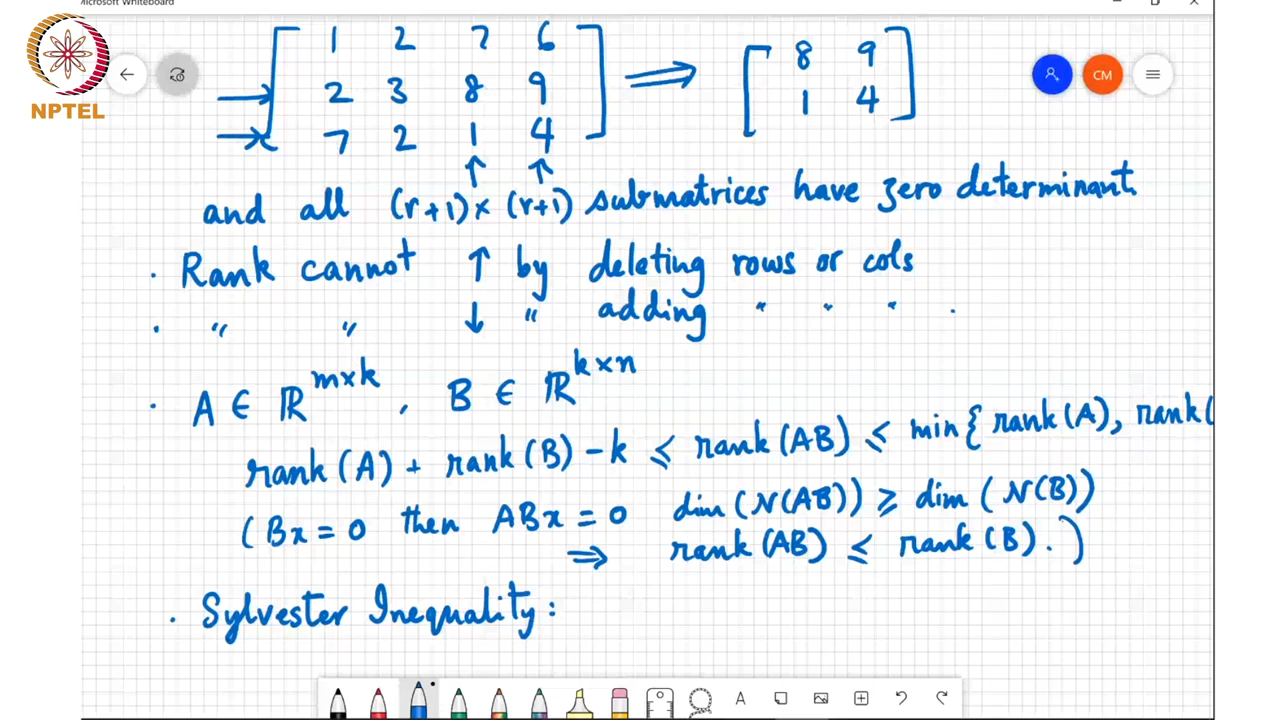 Microsoft Whiteboard
NPTEL
CM
1 2 7 6
2 3 8 9
7 2 1 4
⟹
8 9
1 4
and all (r+1)×(r+1) submatrices have zero determinant.
· Rank cannot ↑ by deleting rows or cols
· " " ↓ " adding " " " .
· A ∈ ℝ^{m×k}, B ∈ ℝ^{k×n}
rank(A) + rank(B) - k ≤ rank(AB) ≤ min{rank(A), rank(
(Bx = 0 then ABx = 0 dim(N(AB)) ≥ dim(N(B))
⇒ rank(AB) ≤ rank(B).)
· Sylvester Inequality:
A